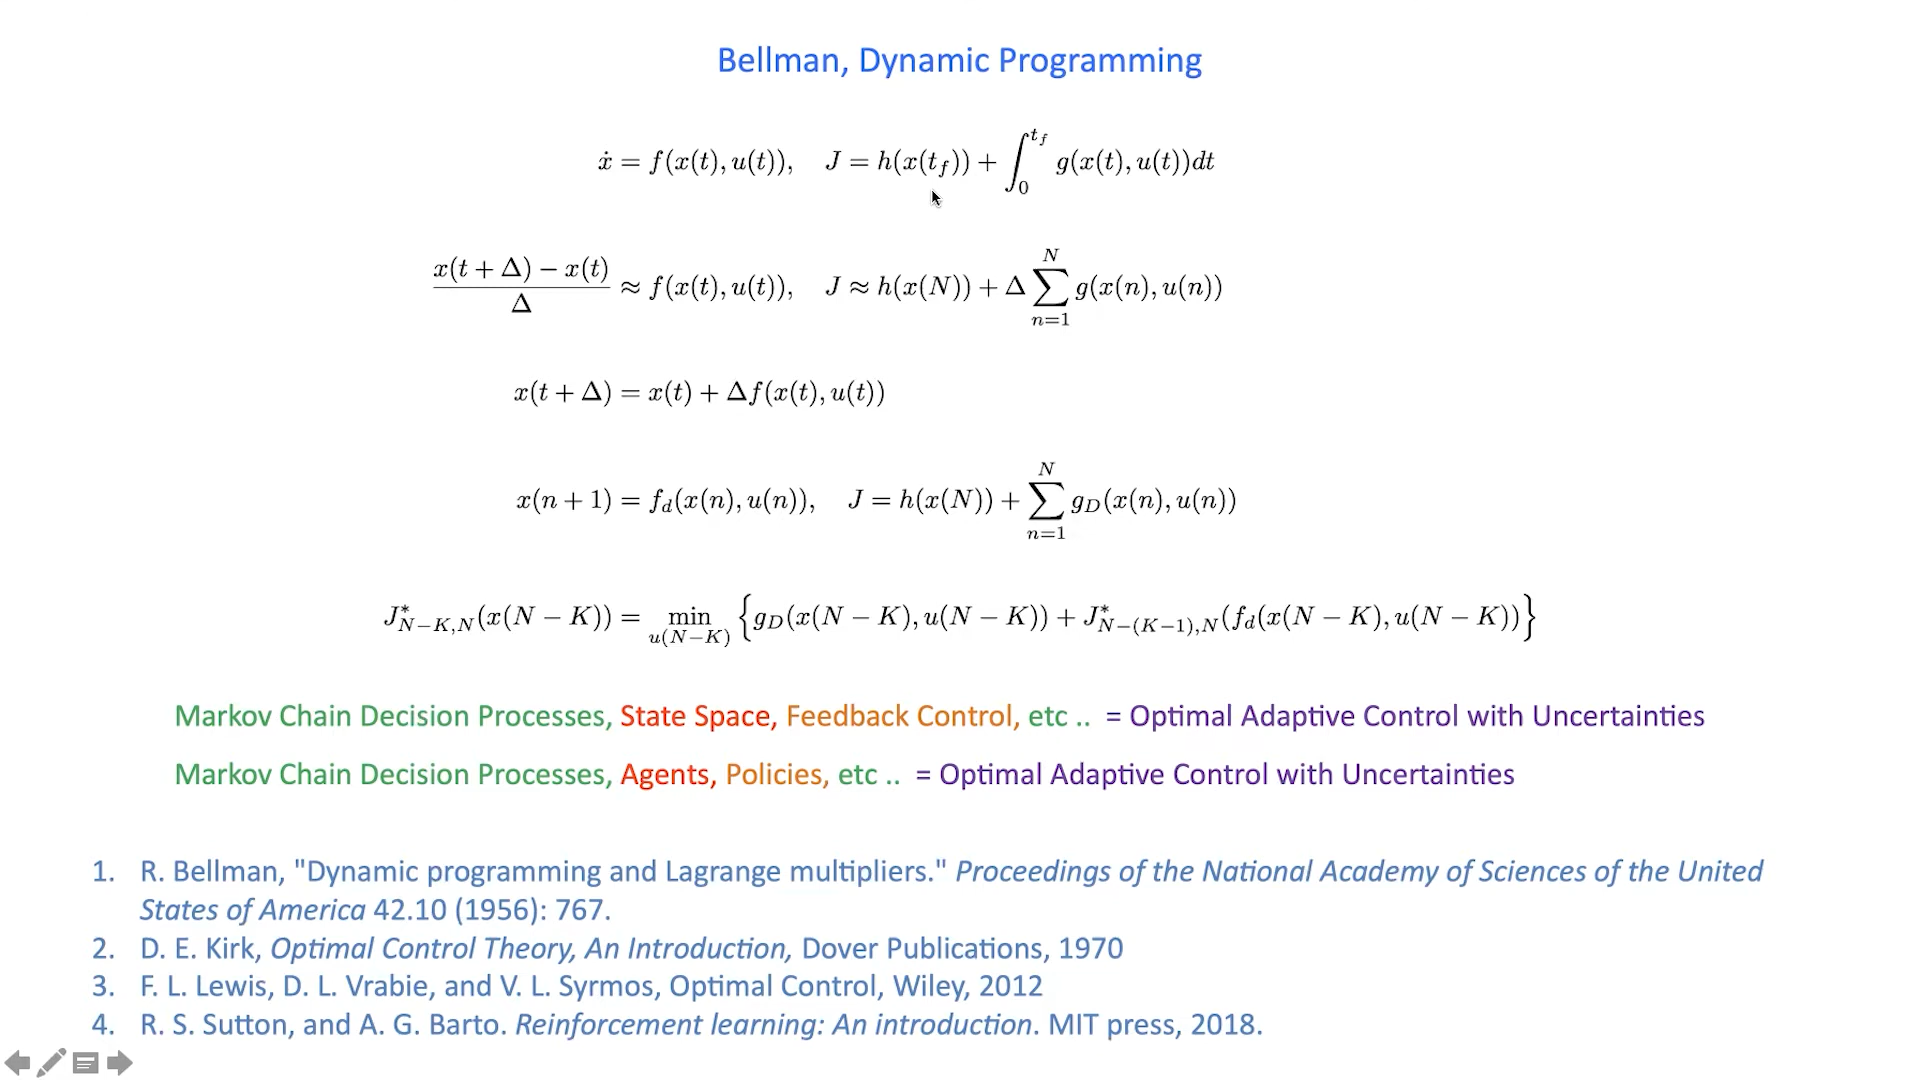 Bellman, Dynamic Programming
ẋ = f(x(t), u(t)),   J = h(x(t_f)) + ∫_0^{t_f} g(x(t), u(t))dt
\frac{x(t + Δ) − x(t)}{Δ} ≈ f(x(t), u(t)),   J ≈ h(x(N)) + Δ ∑_{n=1}^{N} g(x(n), u(n))
x(t + Δ) = x(t) + Δf(x(t), u(t))
x(n + 1) = f_d(x(n), u(n)),   J = h(x(N)) + ∑_{n=1}^{N} g_D(x(n), u(n))
J^*_{N−K,N}(x(N − K)) = min_{u(N−K)} {g_D(x(N − K), u(N − K)) + J^*_{N−(K−1),N}(f_d(x(N − K), u(N − K))}
Markov Chain Decision Processes, State Space, Feedback Control, etc .. = Optimal Adaptive Control with Uncertainties
Markov Chain Decision Processes, Agents, Policies, etc .. = Optimal Adaptive Control with Uncertainties
1. R. Bellman, "Dynamic programming and Lagrange multipliers." Proceedings of the National Academy of Sciences of the United
States of America 42.10 (1956): 767.
2. D. E. Kirk, Optimal Control Theory, An Introduction, Dover Publications, 1970
3. F. L. Lewis, D. L. Vrabie, and V. L. Syrmos, Optimal Control, Wiley, 2012
4. R. S. Sutton, and A. G. Barto. Reinforcement learning: An introduction. MIT press, 2018.